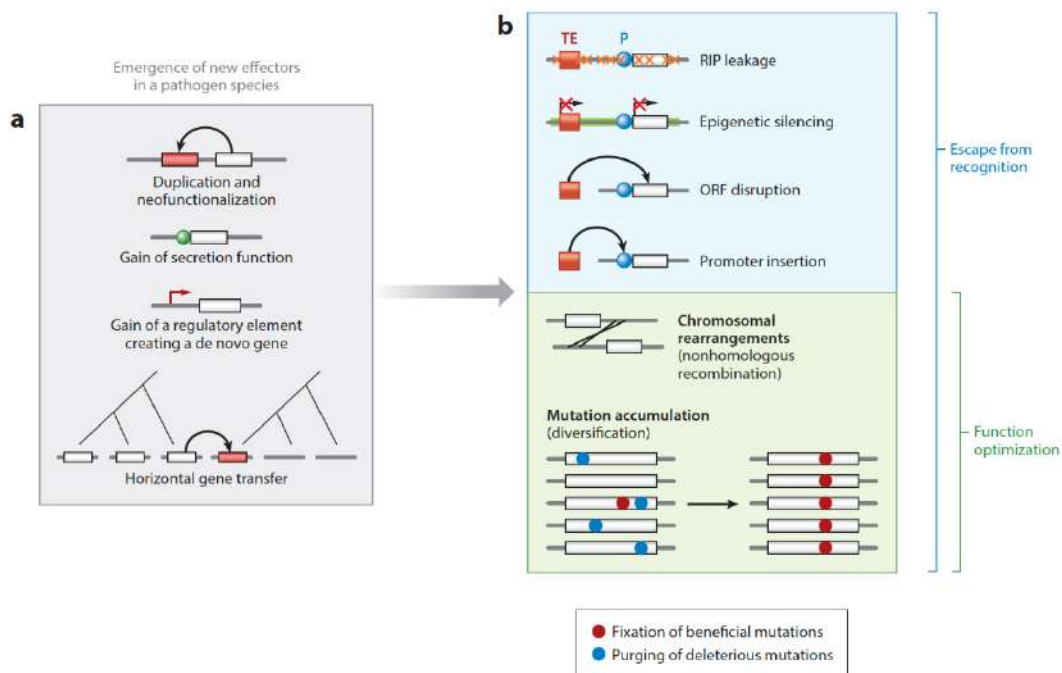 a
Emergence of new effectors
in a pathogen species
Duplication and
neofunctionalization
Gain of secretion function
Gain of a regulatory element
creating a de novo gene
Horizontal gene transfer
b
TE
P
RIP leakage
Epigenetic silencing
ORF disruption
Promoter insertion
Chromosomal
rearrangements
(nonhomologous
recombination)
Mutation accumulation
(diversification)
Escape from
recognition
Function
optimization
Fixation of beneficial mutations
Purging of deleterious mutations